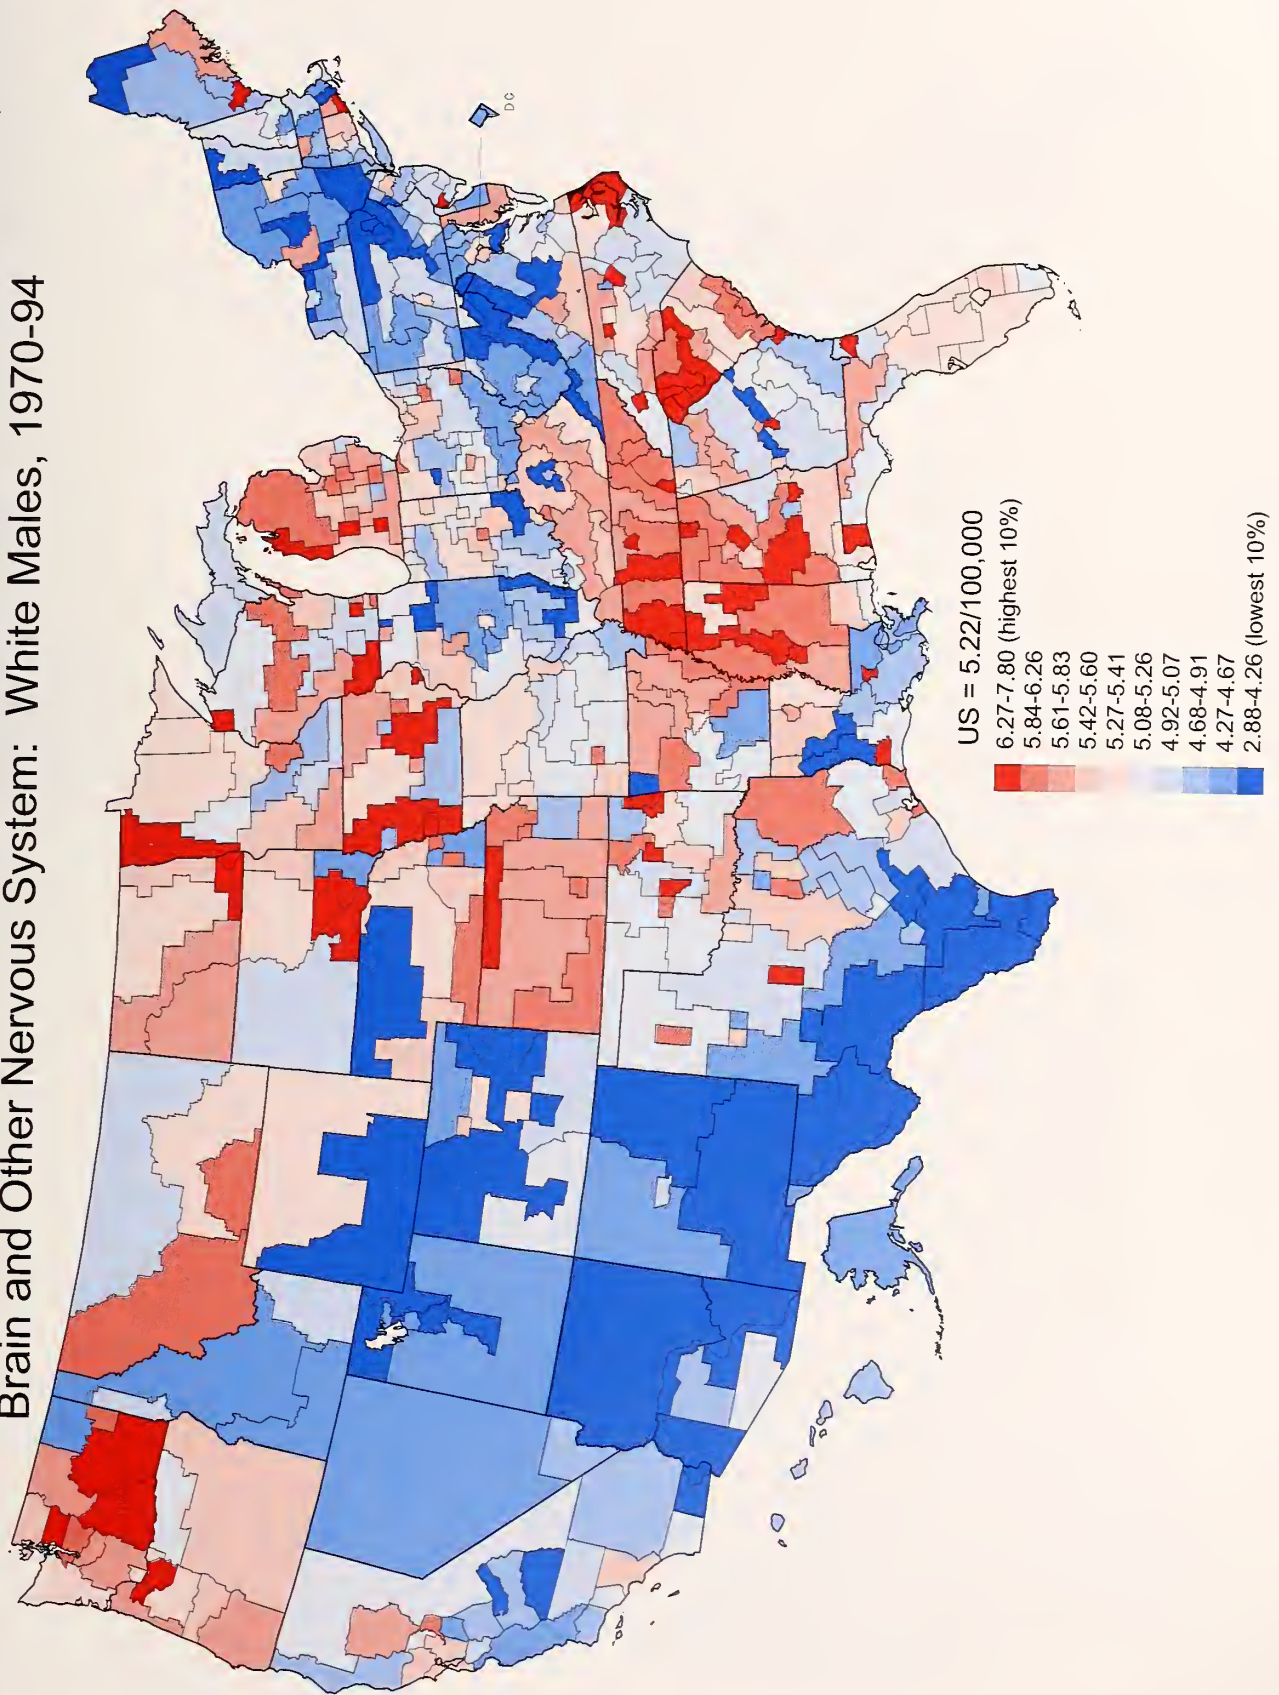 Brain and Other Nervous System: White Males, 1970-94
DC
US = 5.22/100,000
6.27-7.80 (highest 10%)
5.84-6.26
5.61-5.83
5.42-5.60
5.27-5.41
5.08-5.26
4.92-5.07
4.68-4.91
4.27-4.67
2.88-4.26 (lowest 10%)